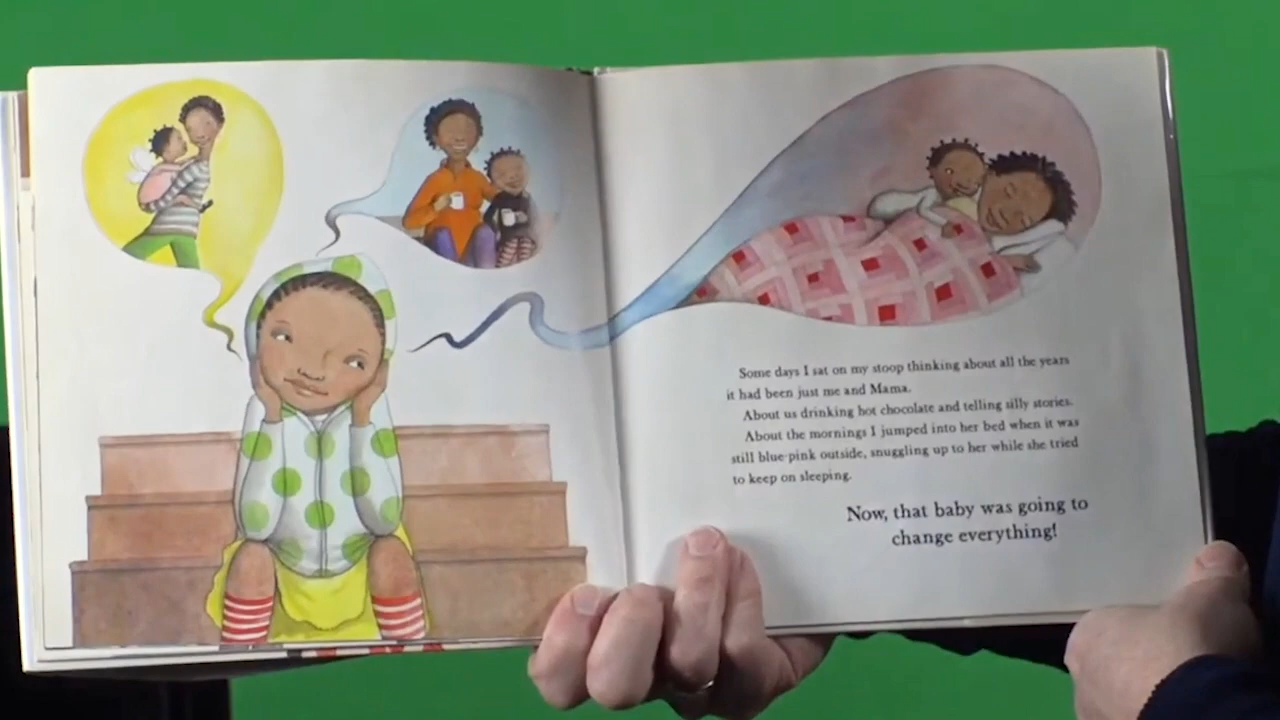 Some days I sat on my stoop thinking about all the years
it had been just me and Mama.
About us drinking hot chocolate and telling silly stories.
About the mornings I jumped into her bed when it was
still blue-pink outside, snuggling up to her while she tried
to keep on sleeping.
Now, that baby was going to
change everything!